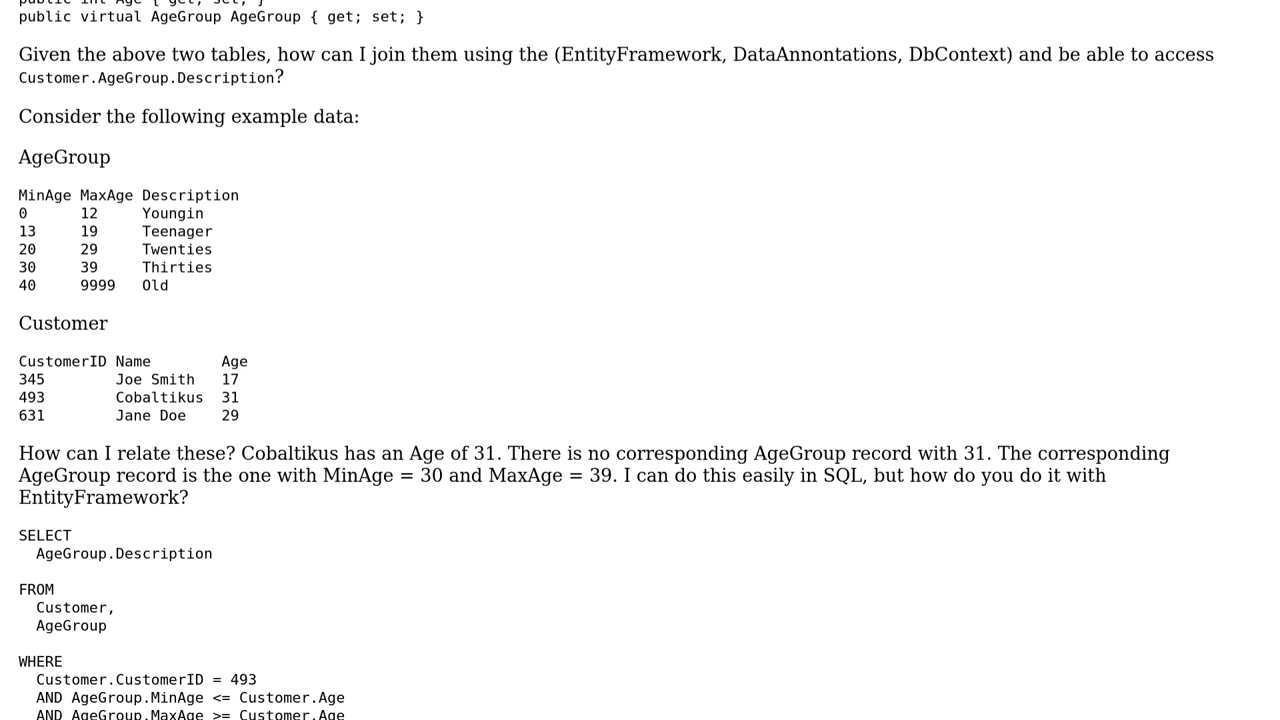 public int Age { get; set; }
public virtual AgeGroup AgeGroup { get; set; }
Given the above two tables, how can I join them using the (EntityFramework, DataAnnontations, DbContext) and be able to access
Customer.AgeGroup.Description?
Consider the following example data:
AgeGroup
MinAge MaxAge Description
0      12     Youngin
13     19     Teenager
20     29     Twenties
30     39     Thirties
40     9999   Old
Customer
CustomerID Name        Age
345        Joe Smith   17
493        Cobaltikus  31
631        Jane Doe    29
How can I relate these? Cobaltikus has an Age of 31. There is no corresponding AgeGroup record with 31. The corresponding
AgeGroup record is the one with MinAge = 30 and MaxAge = 39. I can do this easily in SQL, but how do you do it with
EntityFramework?
SELECT
  AgeGroup.Description
FROM
  Customer,
  AgeGroup
WHERE
  Customer.CustomerID = 493
  AND AgeGroup.MinAge <= Customer.Age
  AND AgeGroup.MaxAge >= Customer.Age